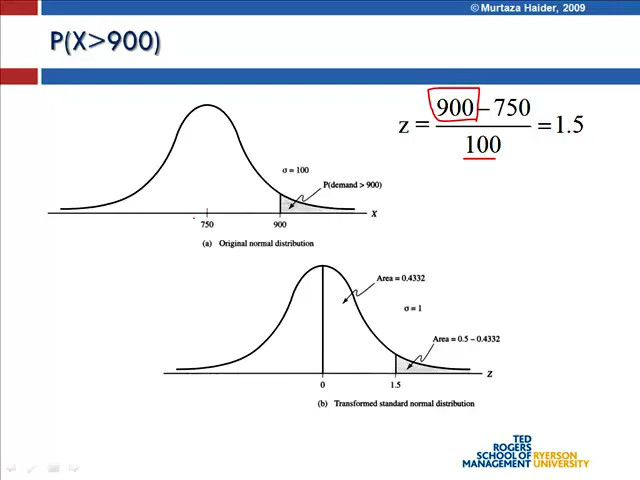 © Murtaza Haider, 2009
P(X>900)
z = 900 – 750 / 100 = 1.5
σ = 100
P(demand > 900)
X
750
900
(a) Original normal distribution
Area = 0.4332
σ = 1
Area = 0.5 – 0.4332
Z
0
1.5
(b) Transformed standard normal distribution
TED
ROGERS
SCHOOL OF RYERSON
MANAGEMENT UNIVERSITY